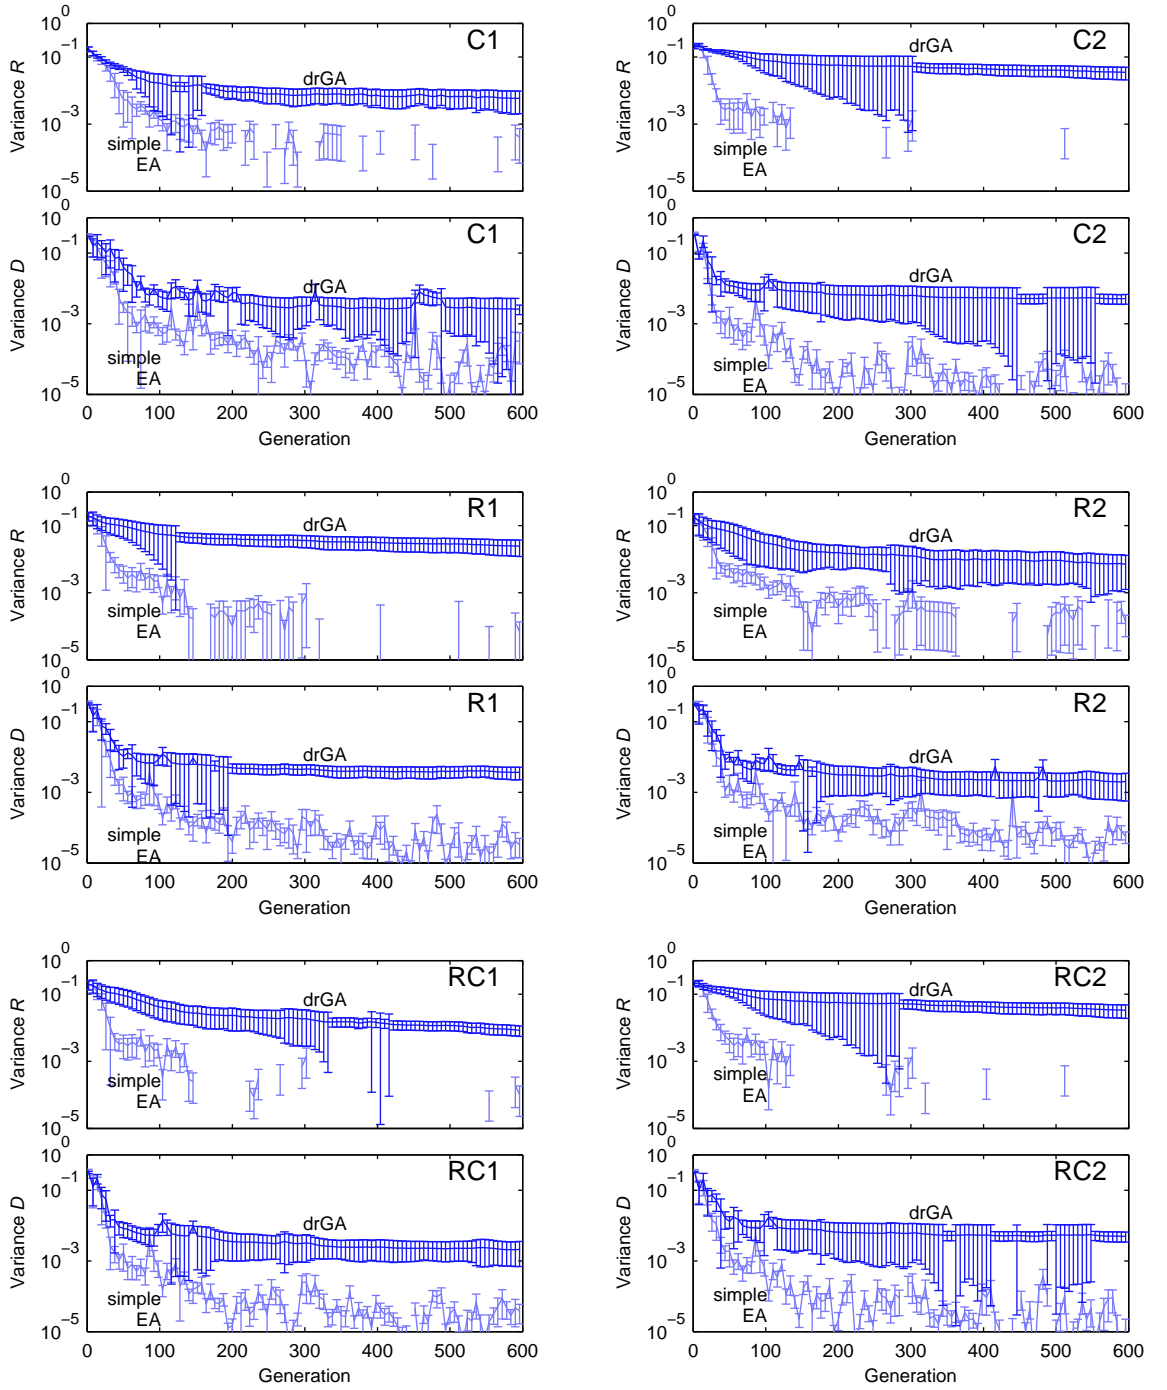 10^0
C1
10^−1
drGA
Variance R
10^−3
simple
EA
10^−5
10^0
C2
drGA
10^−1
Variance R
10^−3
simple
EA
10^−5
10^0
C1
10^−1
drGA
Variance D
10^−3
simple
EA
10^−5
0 100 200 300 400 500 600
Generation
10^0
C2
10^−1
drGA
Variance D
10^−3
simple
EA
10^−5
0 100 200 300 400 500 600
Generation
10^0
R1
drGA
10^−1
Variance R
10^−3
simple
EA
10^−5
10^0
R2
drGA
10^−1
Variance R
10^−3
simple
EA
10^−5
10^0
R1
10^−1
drGA
Variance D
10^−3
simple
EA
10^−5
0 100 200 300 400 500 600
Generation
10^0
R2
10^−1
drGA
Variance D
10^−3
simple
EA
10^−5
0 100 200 300 400 500 600
Generation
10^0
RC1
10^−1
drGA
Variance R
10^−3
simple
EA
10^−5
10^0
RC2
drGA
10^−1
Variance R
10^−3
simple
EA
10^−5
10^0
RC1
10^−1
drGA
Variance D
10^−3
simple
EA
10^−5
0 100 200 300 400 500 600
Generation
10^0
RC2
10^−1
drGA
Variance D
10^−3
simple
EA
10^−5
0 100 200 300 400 500 600
Generation